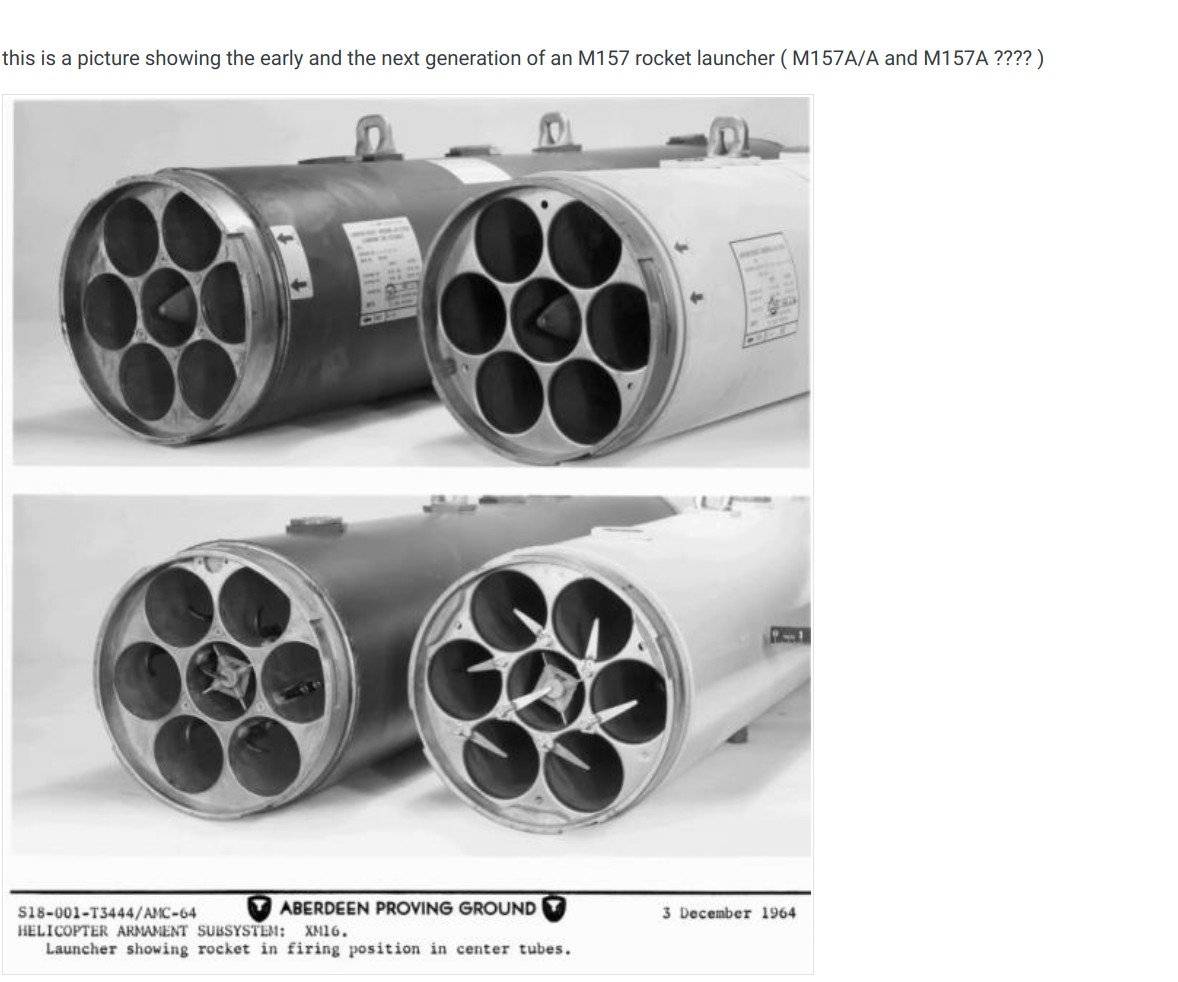 this is a picture showing the early and the next generation of an M157 rocket launcher ( M157A/A and M157A ???? )
S18-001-T3444/AMC-64 ABERDEEN PROVING GROUND 3 December 1964
HELICOPTER ARMAMENT SUBSYSTEM: XM16.
Launcher showing rocket in firing position in center tubes.